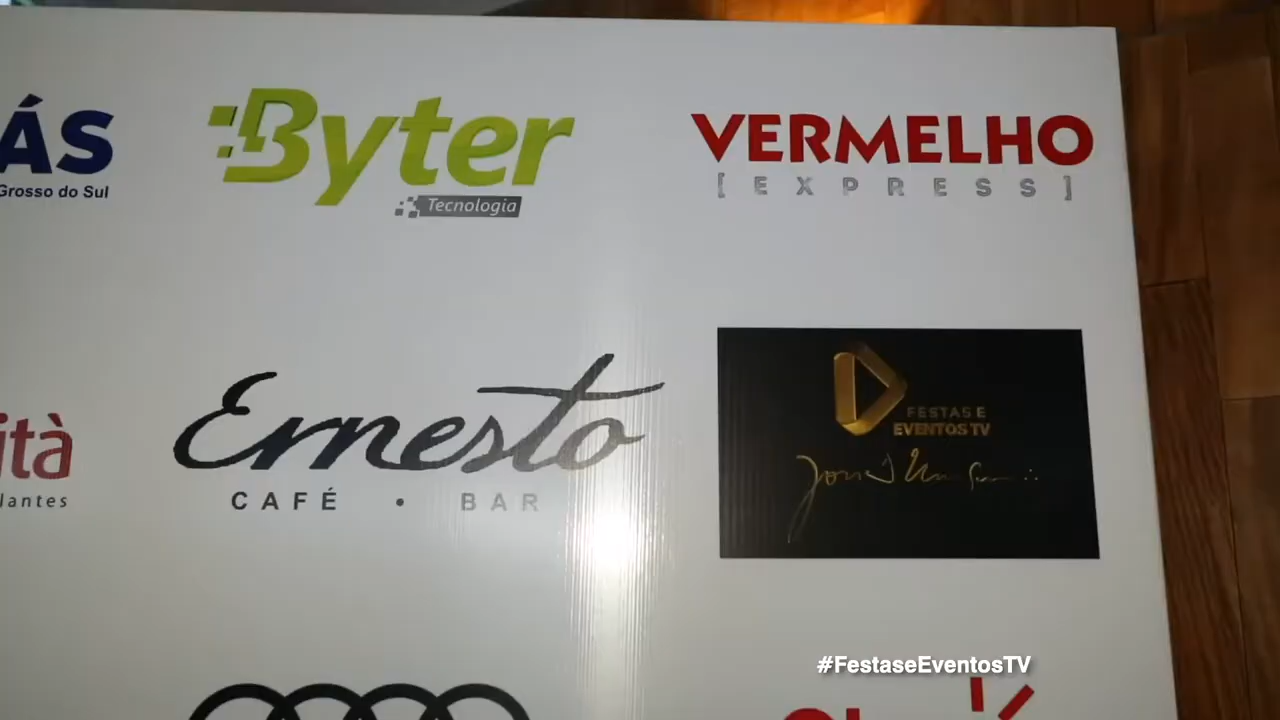 ÁS
Grosso do Sul
Byter
Tecnologia
VERMELHO
[EXPRESS]
ità
lantes
Ernesto
CAFÉ • BAR
FESTAS E
EVENTOS TV
#FestaseEventosTV